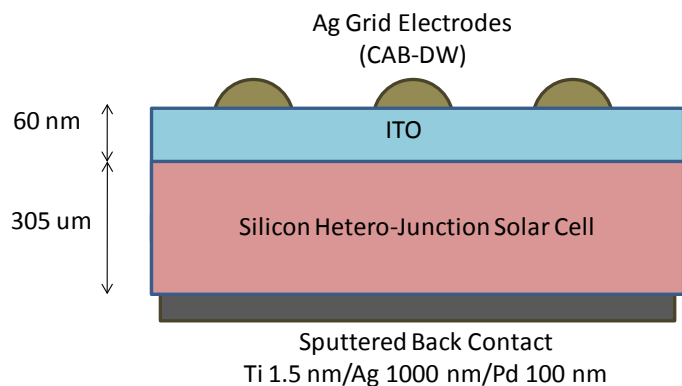 Ag Grid Electrodes
(CAB-DW)
60 nm
ITO
305 um
Silicon Hetero-Junction Solar Cell
Sputtered Back Contact
Ti 1.5 nm/Ag 1000 nm/Pd 100 nm